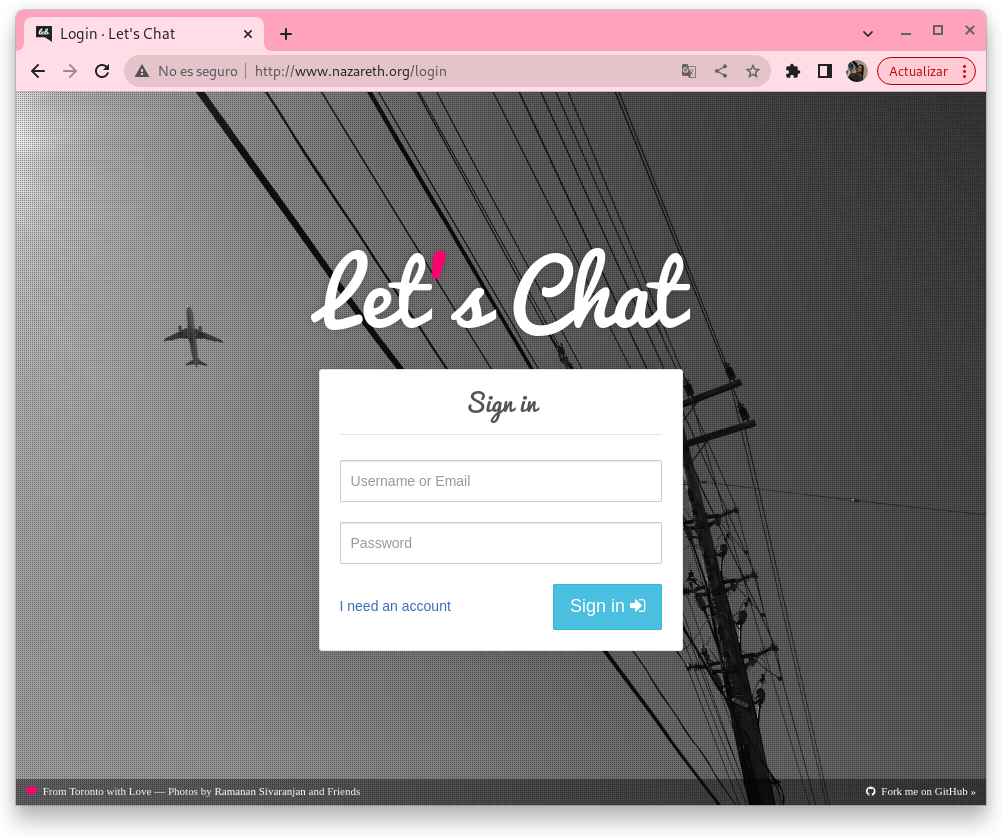 Login · Let's Chat
No es seguro | http://www.nazareth.org/login
Actualizar
Let's Chat
Sign in
Username or Email
Password
I need an account
Sign in
From Toronto with Love — Photos by Ramanan Sivaranjan and Friends
Fork me on GitHub »